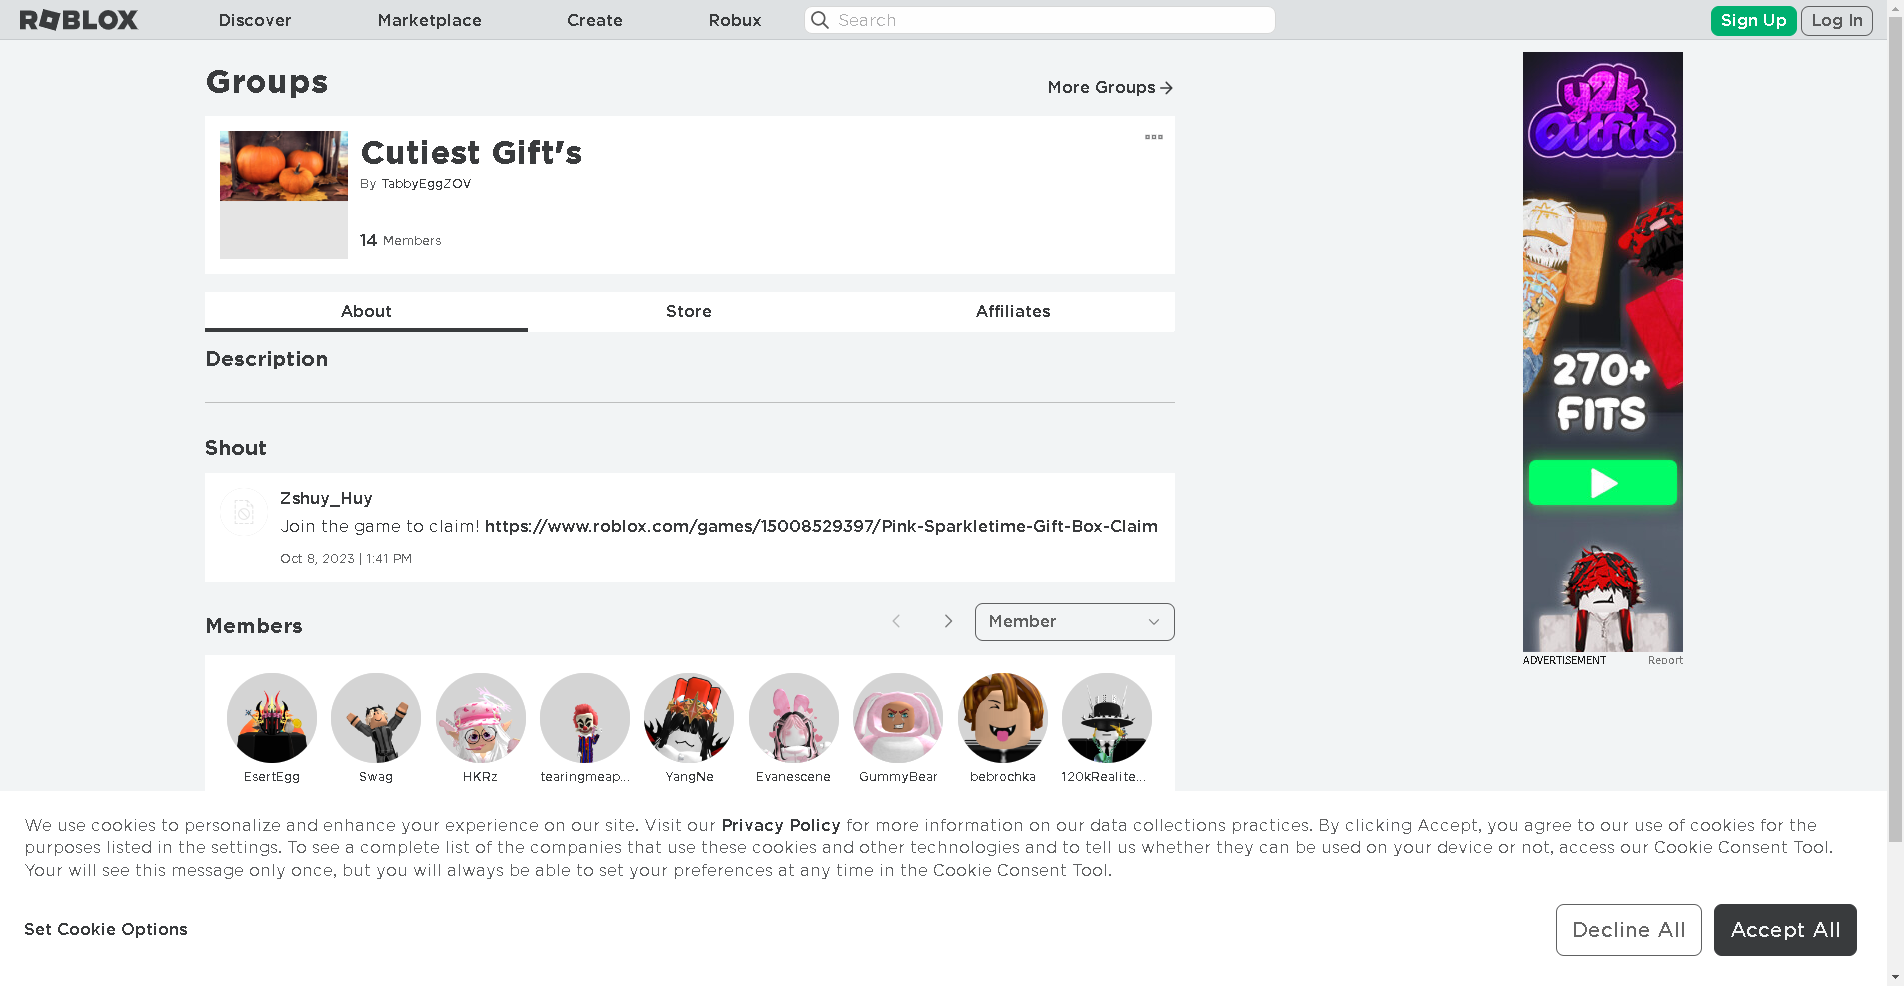 ROBLOX
Discover
Marketplace
Create
Robux
Search
Sign Up
Log In
Groups
More Groups
Cutiest Gift's
By TabbyEggZOV
14 Members
About
Store
Affiliates
Description
Shout
Zshuy_Huy
Join the game to claim! https://www.roblox.com/games/15008529397/Pink-Sparkletime-Gift-Box-Claim
Oct 8, 2023 | 1:41 PM
Members
Member
EsertEgg
Swag
HKRz
tearingmeap...
YangNe
Evanescene
GummyBear
bebrochka
120kRealite...
y2k
Outfits
270+
FITS
ADVERTISEMENT
Report
We use cookies to personalize and enhance your experience on our site. Visit our Privacy Policy for more information on our data collections practices. By clicking Accept, you agree to our use of cookies for the
purposes listed in the settings. To see a complete list of the companies that use these cookies and other technologies and to tell us whether they can be used on your device or not, access our Cookie Consent Tool.
Your will see this message only once, but you will always be able to set your preferences at any time in the Cookie Consent Tool.
Set Cookie Options
Decline All
Accept All